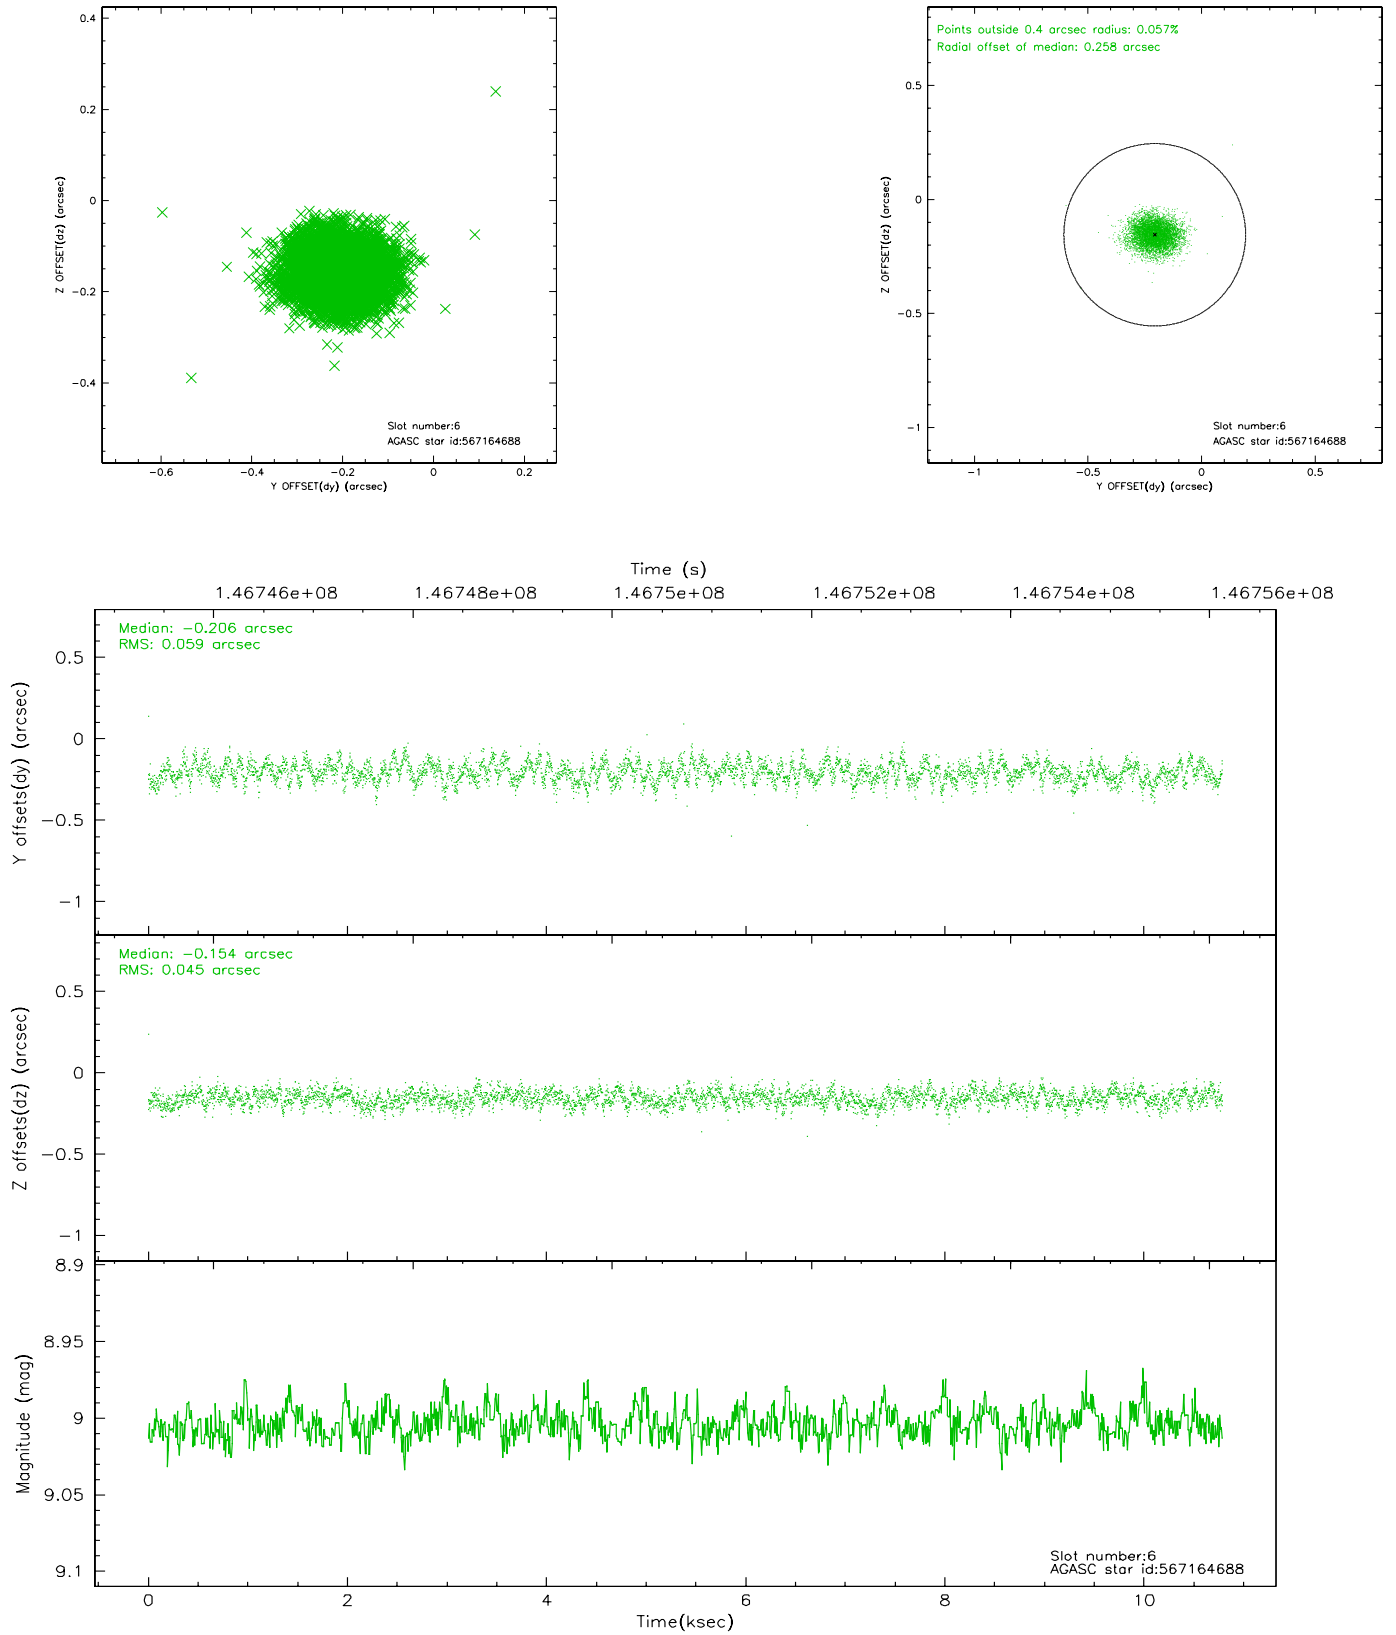 0.4
0.2
0
−0.2
−0.4
Z OFFSET(dz) (arcsec)
Slot number:6
AGASC star id:567164688
−0.6 −0.4 −0.2 0 0.2
Y OFFSET(dy) (arcsec)
Points outside 0.4 arcsec radius: 0.057%
Radial offset of median: 0.258 arcsec
0.5
0
−0.5
−1
Z OFFSET(dz) (arcsec)
Slot number:6
AGASC star id:567164688
−1 −0.5 0 0.5
Y OFFSET(dy) (arcsec)
Time (s)
1.46746e+08 1.46748e+08 1.4675e+08 1.46752e+08 1.46754e+08 1.46756e+08
Median: −0.206 arcsec
RMS: 0.059 arcsec
0.5
0
−0.5
−1
Y offsets(dy) (arcsec)
Median: −0.154 arcsec
RMS: 0.045 arcsec
0.5
0
−0.5
−1
Z offsets(dz) (arcsec)
8.9
8.95
9
9.05
9.1
Magnitude (mag)
Slot number:6
AGASC star id:567164688
0 2 4 6 8 10
Time(ksec)